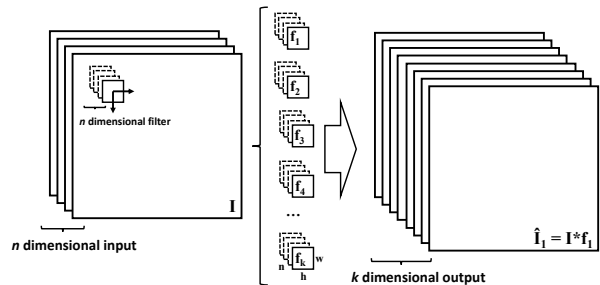 n dimensional filter
I
n dimensional input
f1
f2
f3
f4
...
fk
n
w
h
Î1 = I*f1
k dimensional output